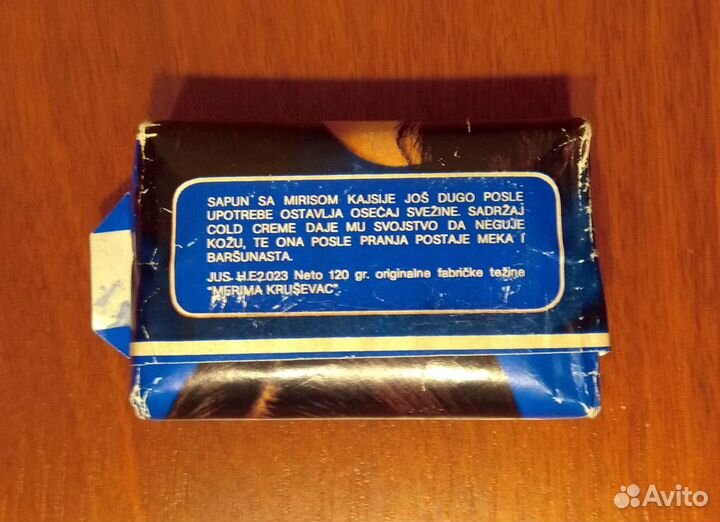 SAPUN SA MIRISOM KAJSIJE JOŠ DUGO POSLE
UPOTREBE OSTAVLJA OSEĆAJ SVEŽINE. SADRŽAJ
COLD CREME DAJE MU SVOJSTVO DA NEGUJE
KOŽU, TE ONA POSLE PRANJA POSTAJE MEKA I
BARŠUNASTA.
JUS H.E2.023 Neto 120 gr. originalne fabričke težine
"MERIMA KRUŠEVAC"
Avito